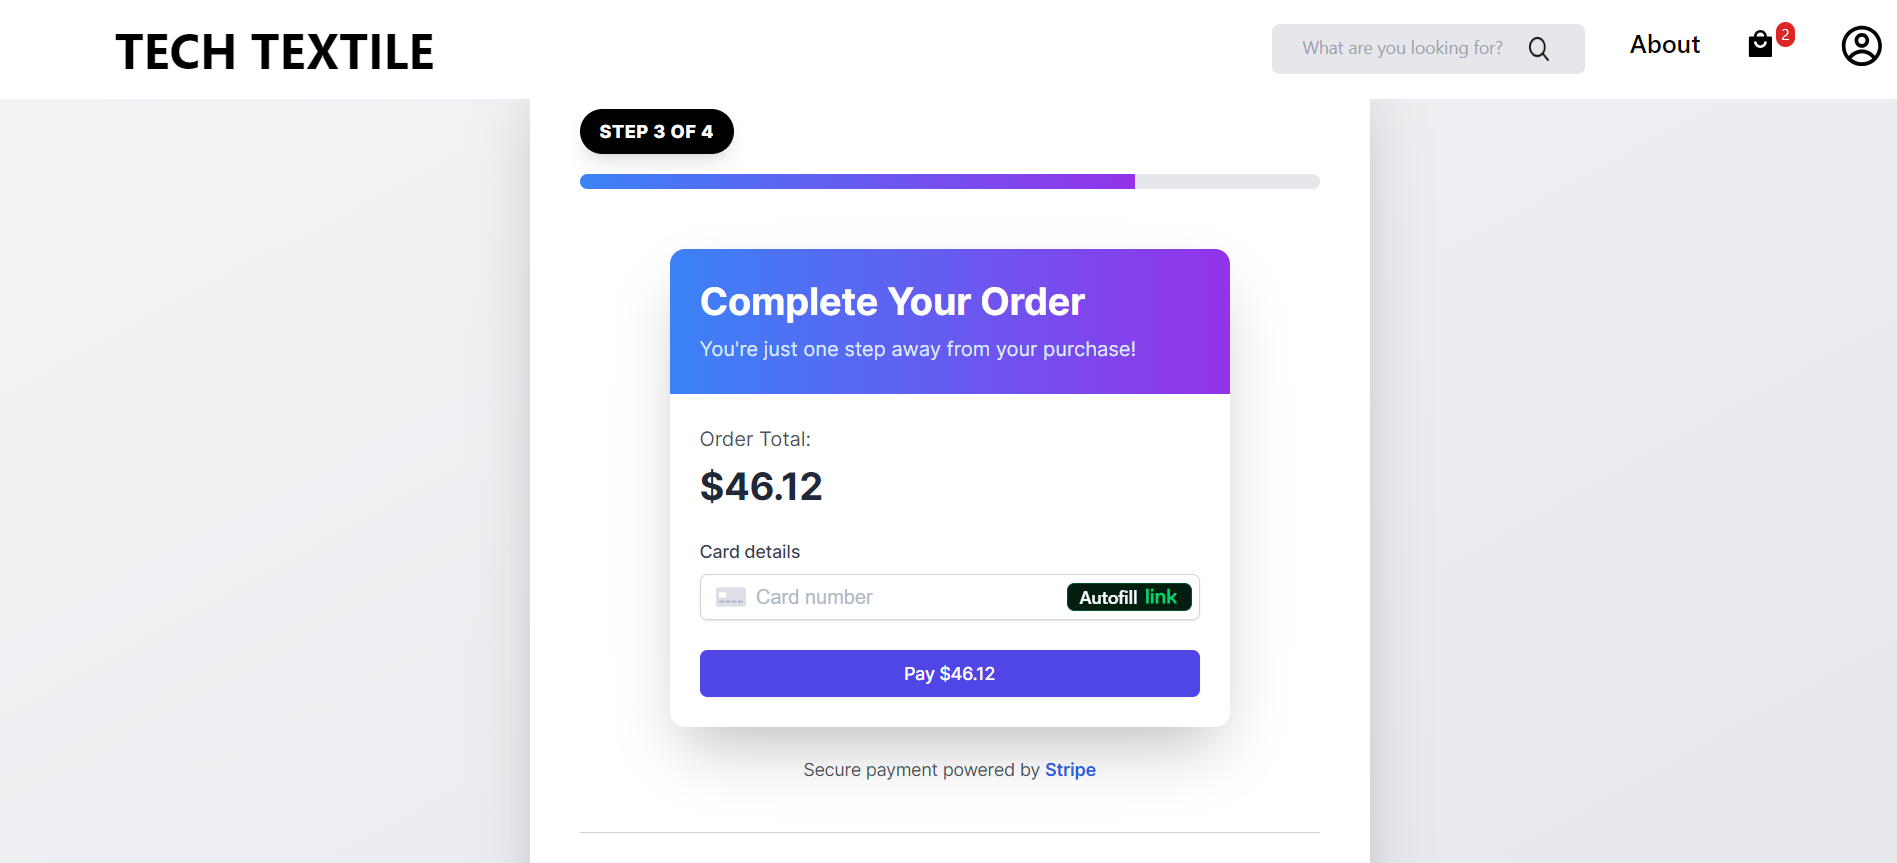 TECH TEXTILE
What are you looking for?
About
2
STEP 3 OF 4
Complete Your Order
You're just one step away from your purchase!
Order Total:
$46.12
Card details
Card number
Autofill link
Pay $46.12
Secure payment powered by Stripe